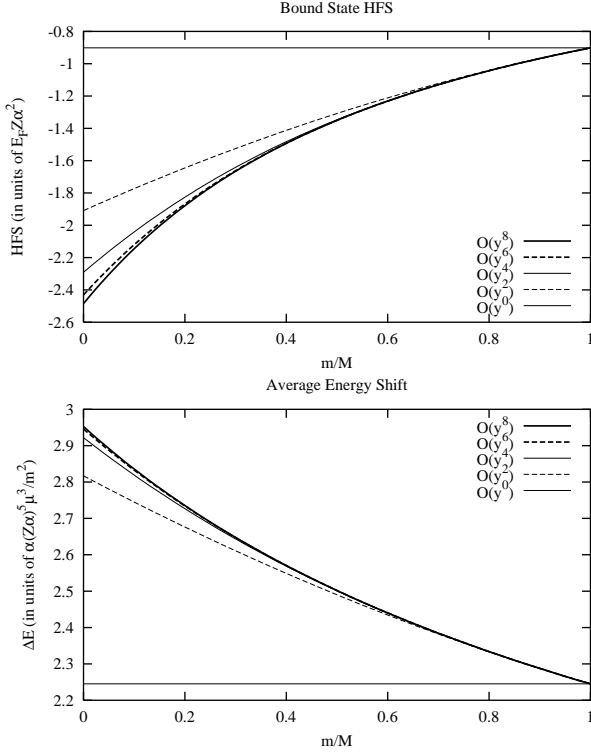 Bound State HFS
HFS (in units of E_F Zα²)
-0.8
-1
-1.2
-1.4
-1.6
-1.8
-2
-2.2
-2.4
-2.6
O(y⁸)
O(y⁶)
O(y⁴)
O(y²)
O(y⁰)
0 0.2 0.4 0.6 0.8 1
m/M
Average Energy Shift
ΔE (in units of α(Zα)⁵μ³/m²)
3
2.9
2.8
2.7
2.6
2.5
2.4
2.3
2.2
O(y⁸)
O(y⁶)
O(y⁴)
O(y²)
O(y⁰)
0 0.2 0.4 0.6 0.8 1
m/M